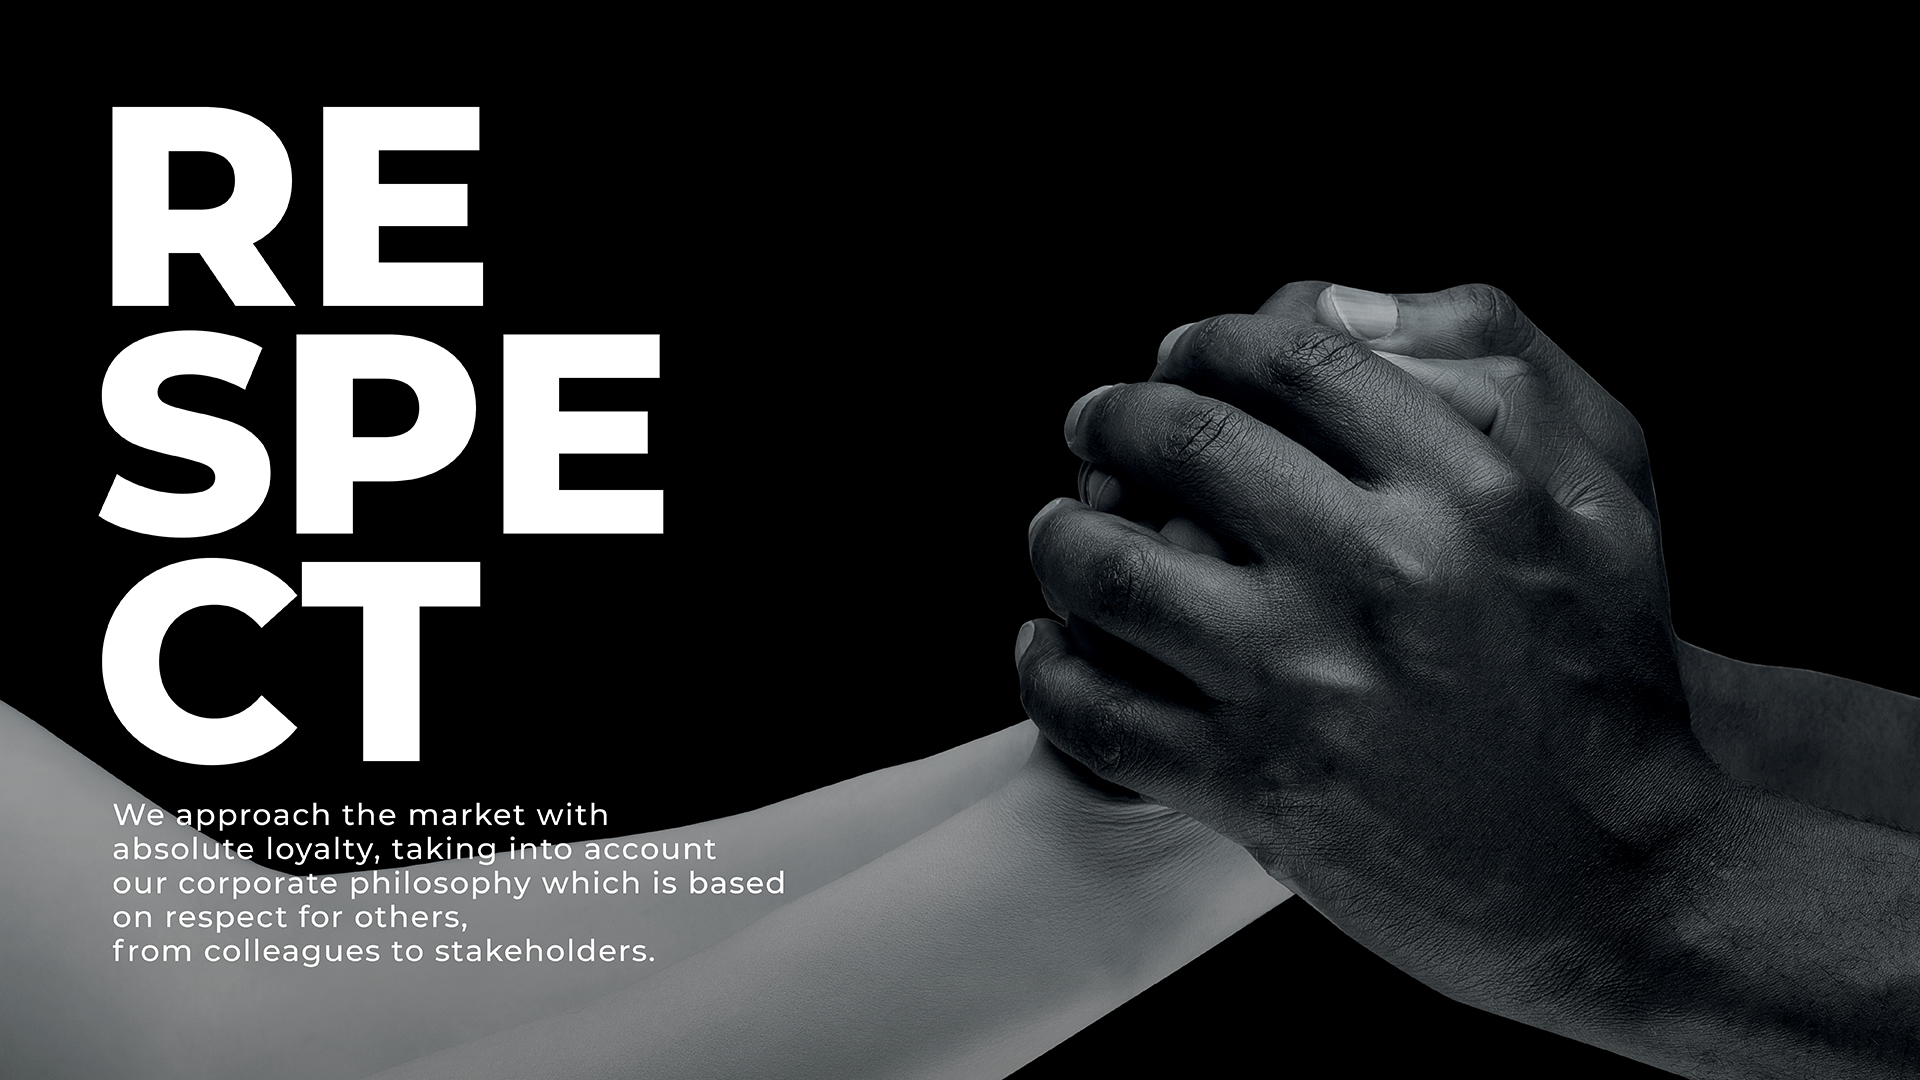 RE
SPE
CT
We approach the market with
absolute loyalty, taking into account
our corporate philosophy which is based
on respect for others,
from colleagues to stakeholders.